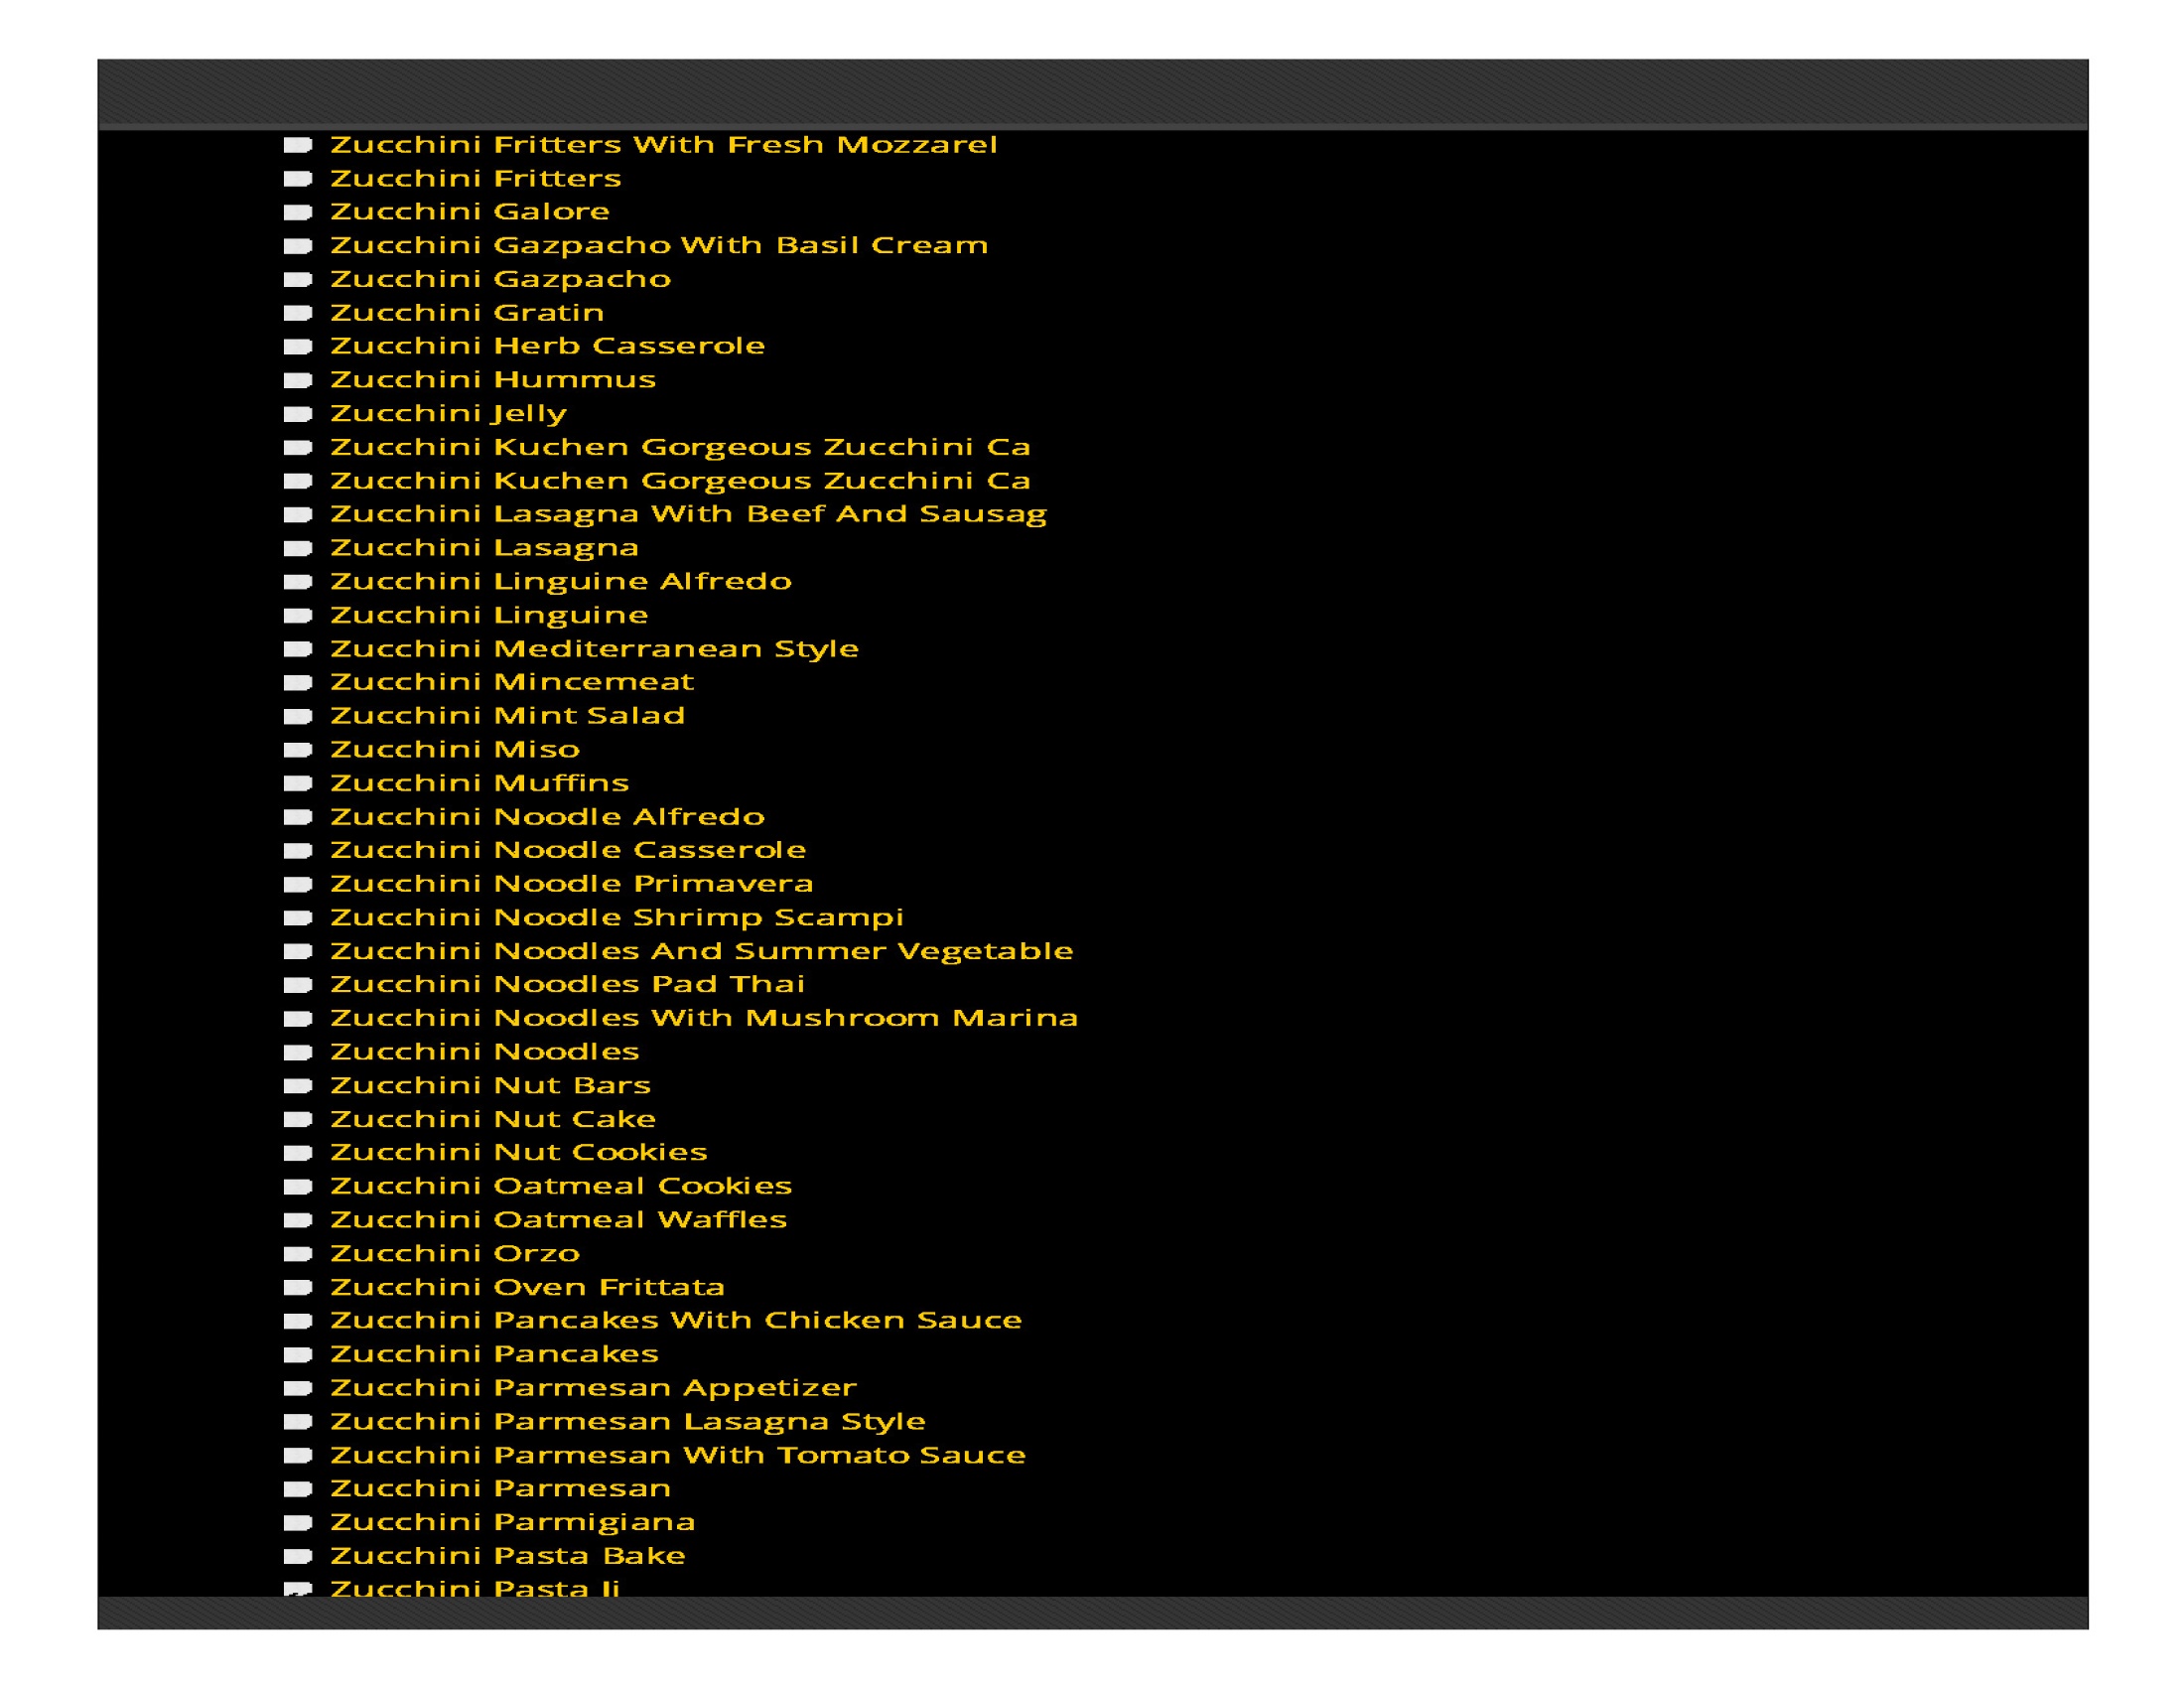 Zucchini Fritters With Fresh Mozzarel
Zucchini Fritters
Zucchini Galore
Zucchini Gazpacho With Basil Cream
Zucchini Gazpacho
Zucchini Gratin
Zucchini Herb Casserole
Zucchini Hummus
Zucchini Jelly
Zucchini Kuchen Gorgeous Zucchini Ca
Zucchini Kuchen Gorgeous Zucchini Ca
Zucchini Lasagna With Beef And Sausag
Zucchini Lasagna
Zucchini Linguine Alfredo
Zucchini Linguine
Zucchini Mediterranean Style
Zucchini Mincemeat
Zucchini Mint Salad
Zucchini Miso
Zucchini Muffins
Zucchini Noodle Alfredo
Zucchini Noodle Casserole
Zucchini Noodle Primavera
Zucchini Noodle Shrimp Scampi
Zucchini Noodles And Summer Vegetable
Zucchini Noodles Pad Thai
Zucchini Noodles With Mushroom Marina
Zucchini Noodles
Zucchini Nut Bars
Zucchini Nut Cake
Zucchini Nut Cookies
Zucchini Oatmeal Cookies
Zucchini Oatmeal Waffles
Zucchini Orzo
Zucchini Oven Frittata
Zucchini Pancakes With Chicken Sauce
Zucchini Pancakes
Zucchini Parmesan Appetizer
Zucchini Parmesan Lasagna Style
Zucchini Parmesan With Tomato Sauce
Zucchini Parmesan
Zucchini Parmigiana
Zucchini Pasta Bake
Zucchini Pasta Ii